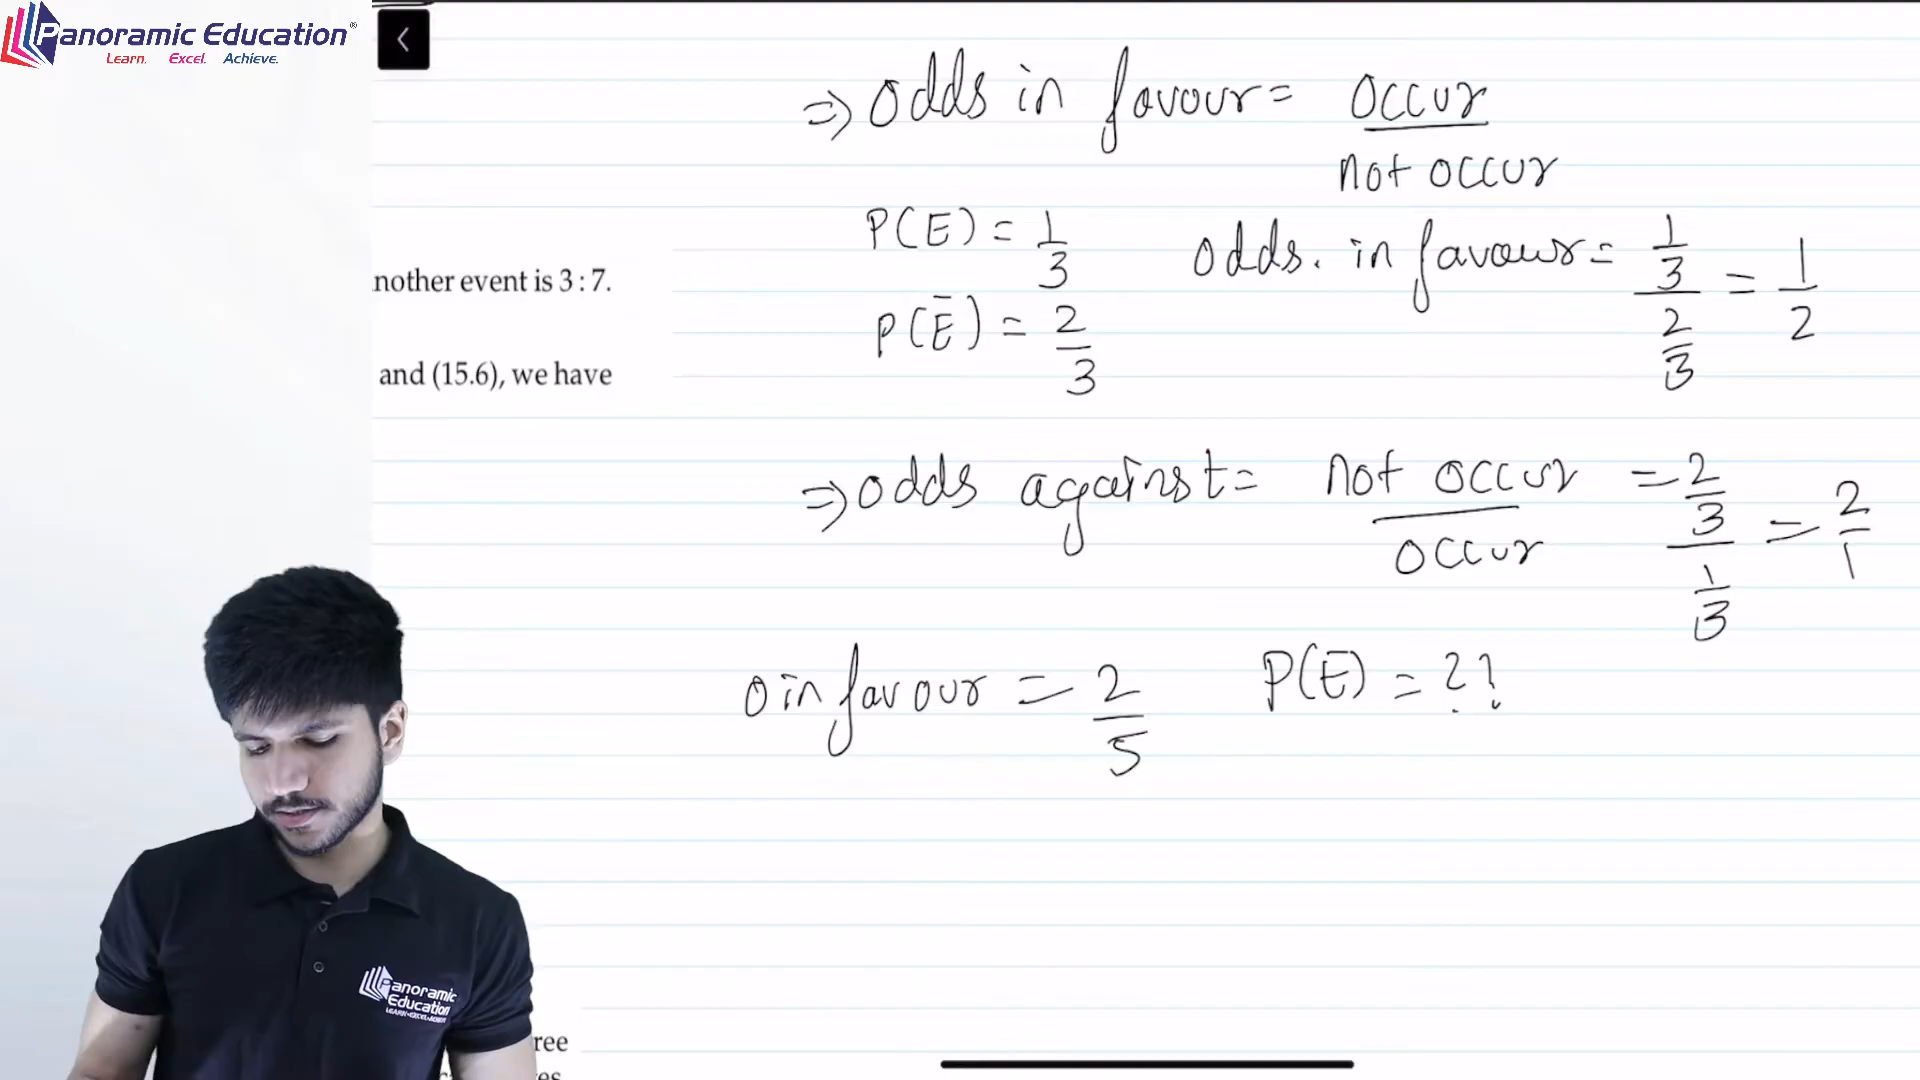 Panoramic Education®
Learn. Excel. Achieve.
⇒ Odds in favour = occur / not occur
P(E) = 1/3 Odds. in favour = 1/3 / 2/3 = 1/2
nother event is 3 : 7.
P(Ē) = 2/3
and (15.6), we have
⇒ odds against = not occur / occur = 2/3 / 1/3 = 2/1
O in favour = 2/5 P(Ē) = ??
Panoramic
Education
ree